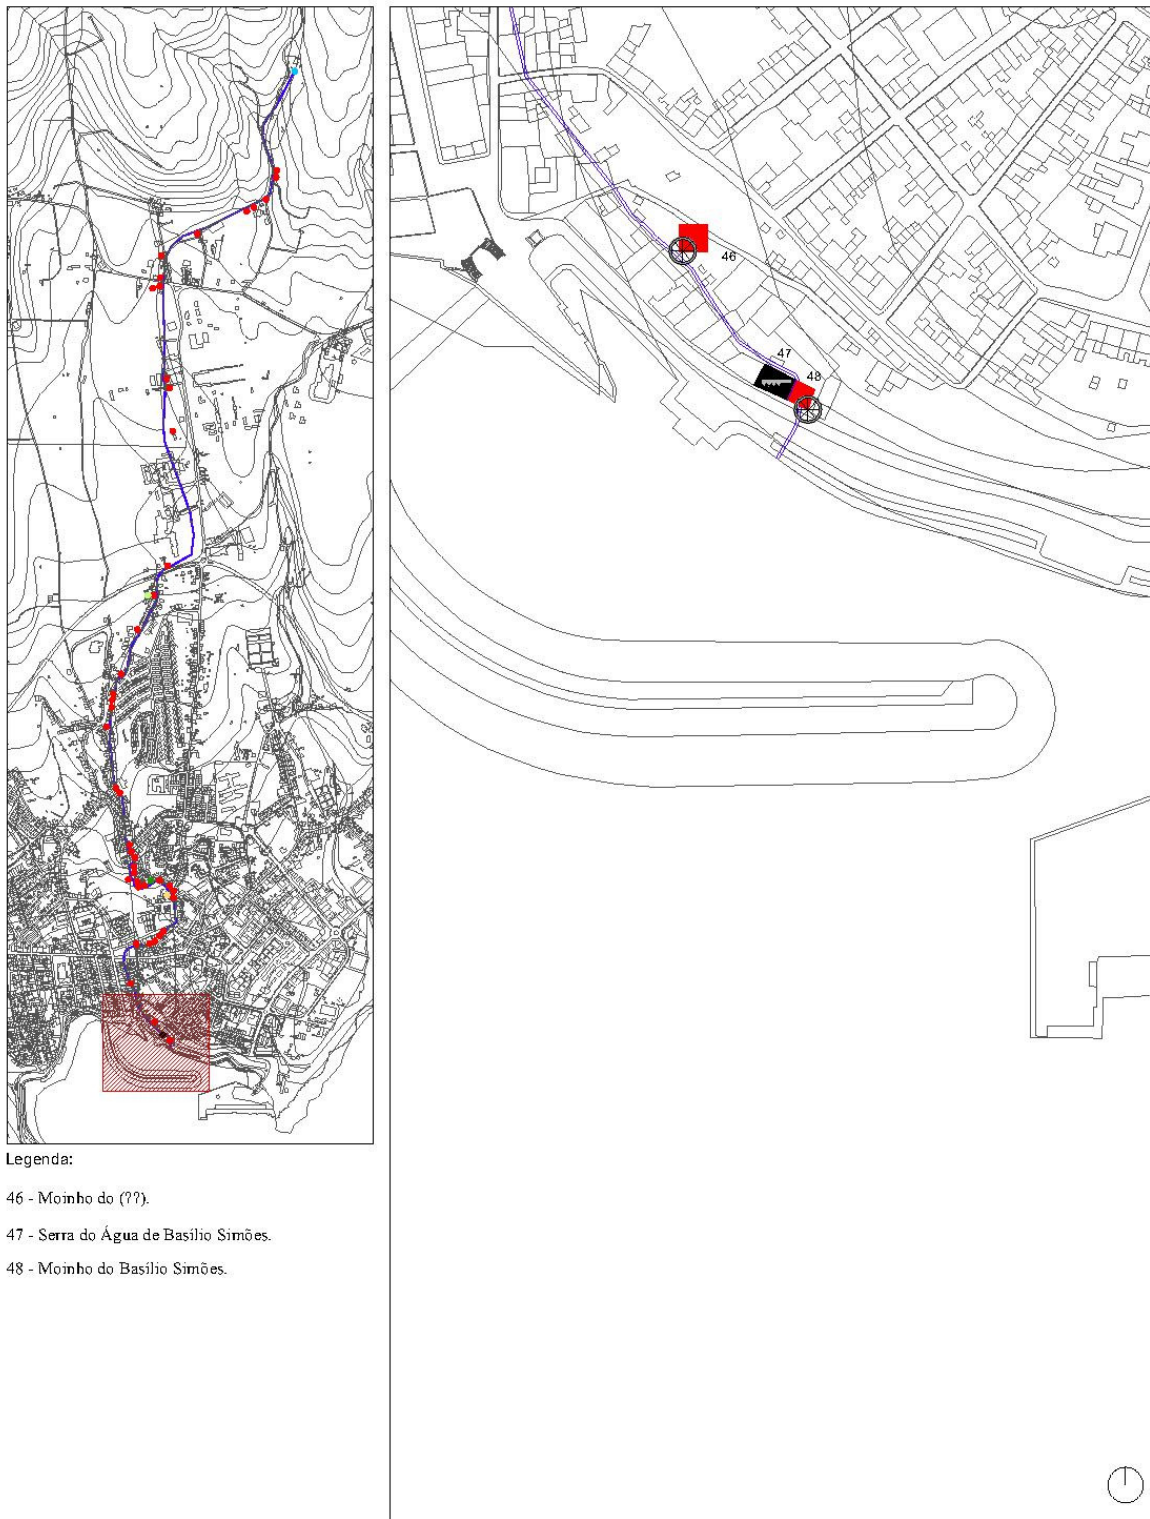 46
47
48
Legenda:
46 - Moinho do (??).
47 - Serra do Água de Basílio Simões.
48 - Moinho do Basílio Simões.